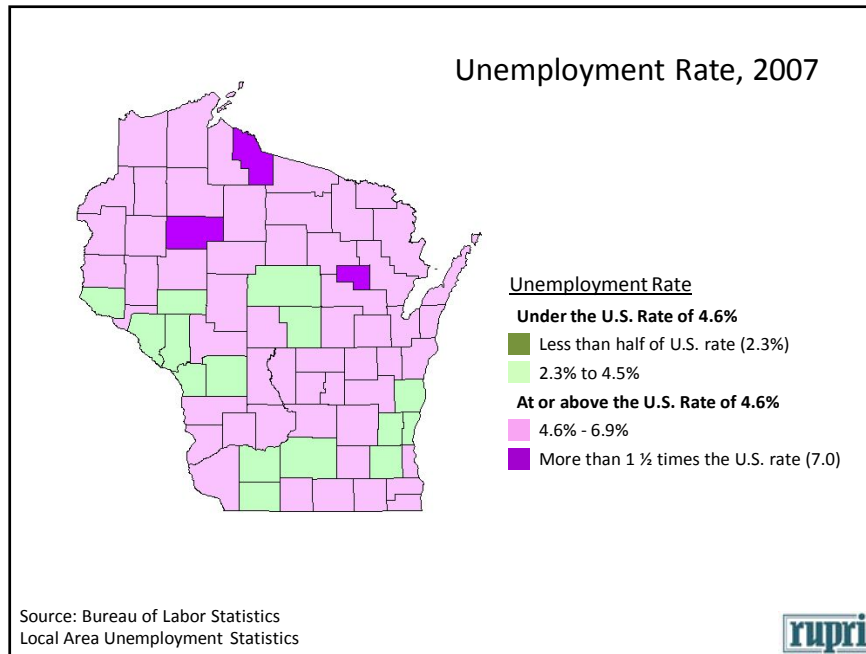 Unemployment Rate, 2007
Unemployment Rate
Under the U.S. Rate of 4.6%
Less than half of U.S. rate (2.3%)
2.3% to 4.5%
At or above the U.S. Rate of 4.6%
4.6% - 6.9%
More than 1 ½ times the U.S. rate (7.0)
Source: Bureau of Labor Statistics
Local Area Unemployment Statistics
rupri